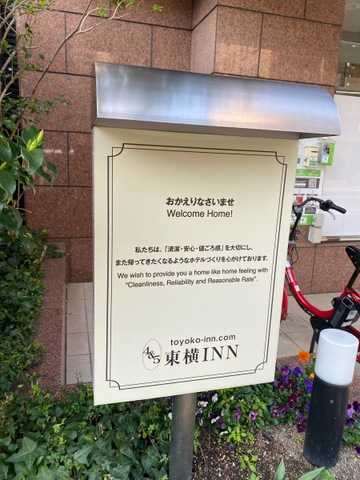 おかえりなさいませ
Welcome Home!
私たちは、「清潔・安心・値ごろ感」を大切にし、
また帰ってきたくなるようなホテルづくりを心がけております。
We wish to provide you a home like home feeling with
"Cleanliness, Reliability and Reasonable Rate".
toyoko-inn.com
4&5 東横INN